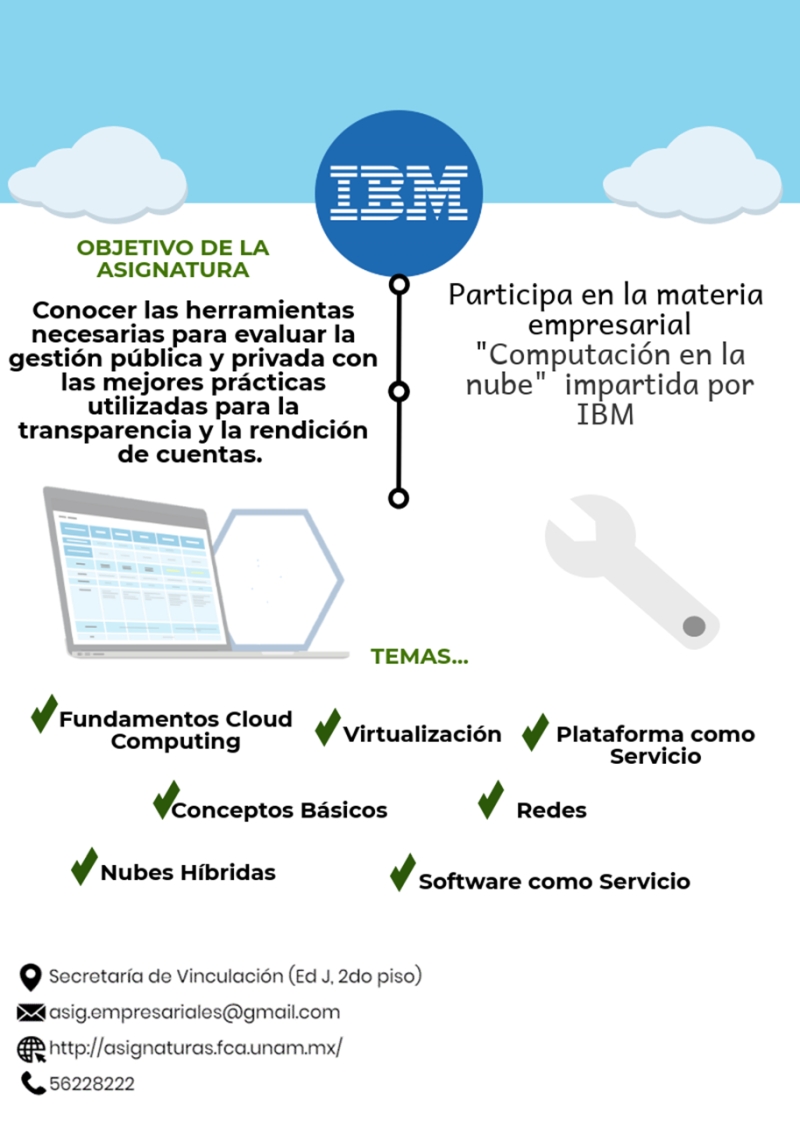 IBM
OBJETIVO DE LA
ASIGNATURA
Conocer las herramientas
necesarias para evaluar la
gestión pública y privada con
las mejores prácticas
utilizadas para la
transparencia y la rendición
de cuentas.
Participa en la materia
empresarial
"Computación en la
nube" impartida por
IBM
TEMAS...
Fundamentos Cloud
Computing
Virtualización
Plataforma como
Servicio
Conceptos Básicos
Redes
Nubes Híbridas
Software como Servicio
Secretaría de Vinculación (Ed J, 2do piso)
asig.empresariales@gmail.com
http://asignaturas.fca.unam.mx/
56228222